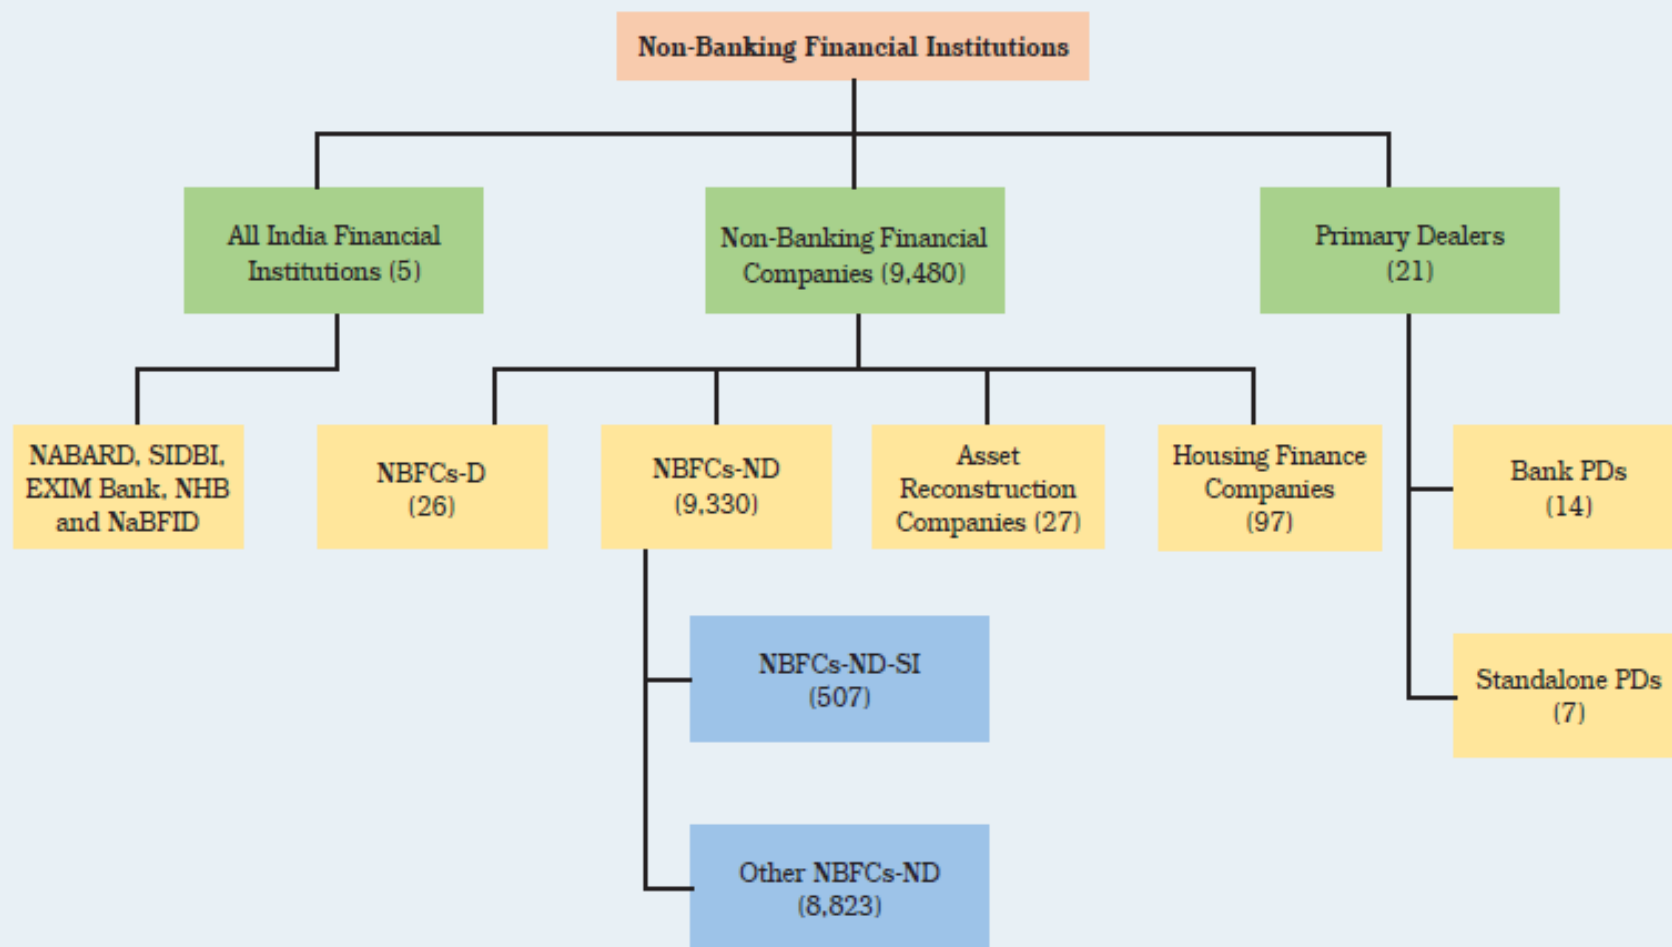 Non-Banking Financial Institutions
All India Financial
Institutions (5)
Non-Banking Financial
Companies (9,480)
Primary Dealers
(21)
NABARD, SIDBI,
EXIM Bank, NHB
and NaBFID
NBFCs-D
(26)
NBFCs-ND
(9,330)
Asset
Reconstruction
Companies (27)
Housing Finance
Companies
(97)
Bank PDs
(14)
NBFCs-ND-SI
(507)
Standalone PDs
(7)
Other NBFCs-ND
(8,823)